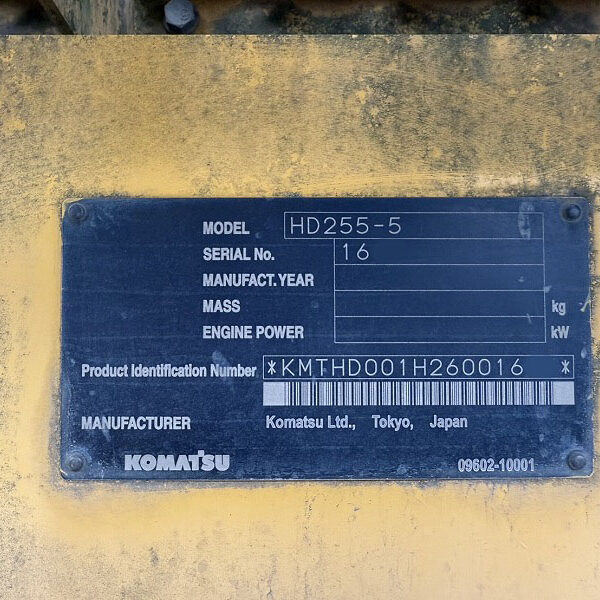 MODEL HD255-5
SERIAL No. 16
MANUFACT.YEAR
MASS kg
ENGINE POWER kW
Product Identification Number *KMTHD001H260016 *
MANUFACTURER Komatsu Ltd., Tokyo, Japan
KOMATSU 09602-10001